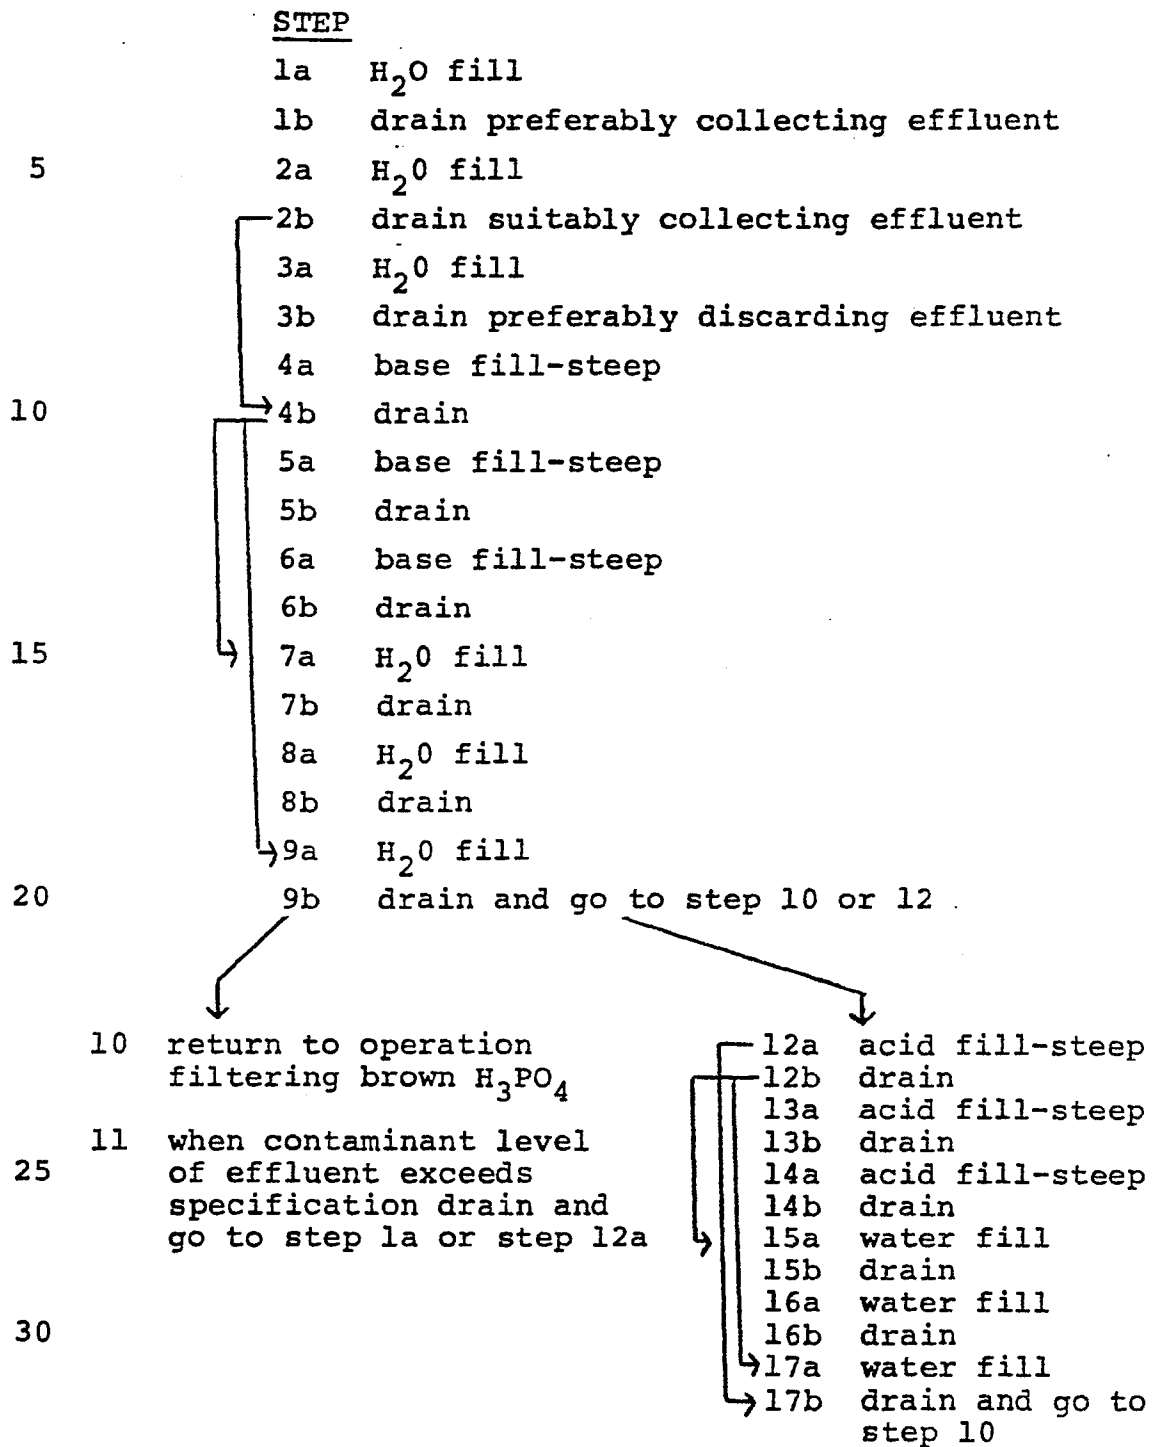 STEP
1a H₂O fill
1b drain preferably collecting effluent
5 2a H₂0 fill
2b drain suitably collecting effluent
3a H₂0 fill
3b drain preferably discarding effluent
4a base fill-steep
10 4b drain
5a base fill-steep
5b drain
6a base fill-steep
6b drain
15 7a H₂0 fill
7b drain
8a H₂0 fill
8b drain
9a H₂0 fill
20 9b drain and go to step 10 or 12
10 return to operation
filtering brown H₃PO₄
11 when contaminant level
25 of effluent exceeds
specification drain and
go to step 1a or step 12a
30
12a acid fill-steep
12b drain
13a acid fill-steep
13b drain
14a acid fill-steep
14b drain
15a water fill
15b drain
16a water fill
16b drain
17a water fill
17b drain and go to
step 10